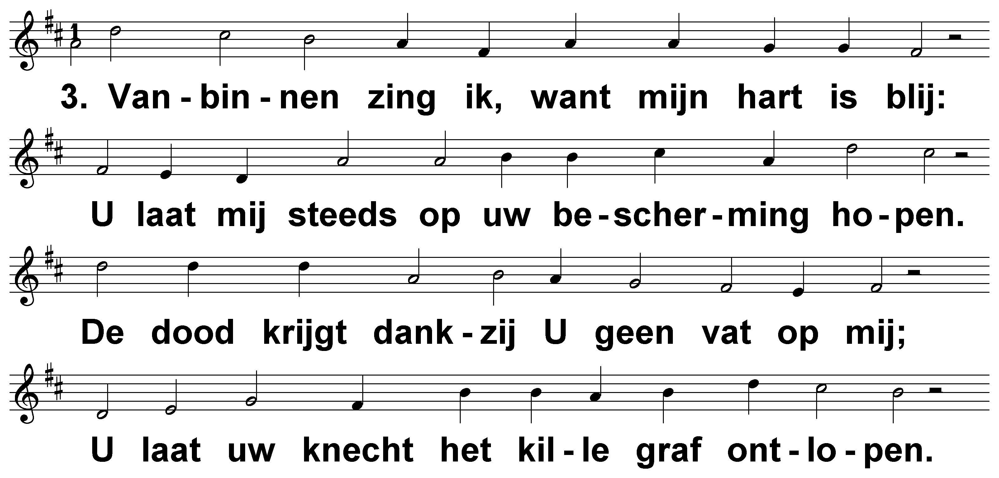 1
3. Van - bin - nen zing ik, want mijn hart is blij:
U laat mij steeds op uw be - scher - ming ho - pen.
De dood krijgt dank - zij U geen vat op mij;
U laat uw knecht het kil - le graf ont - lo - pen.